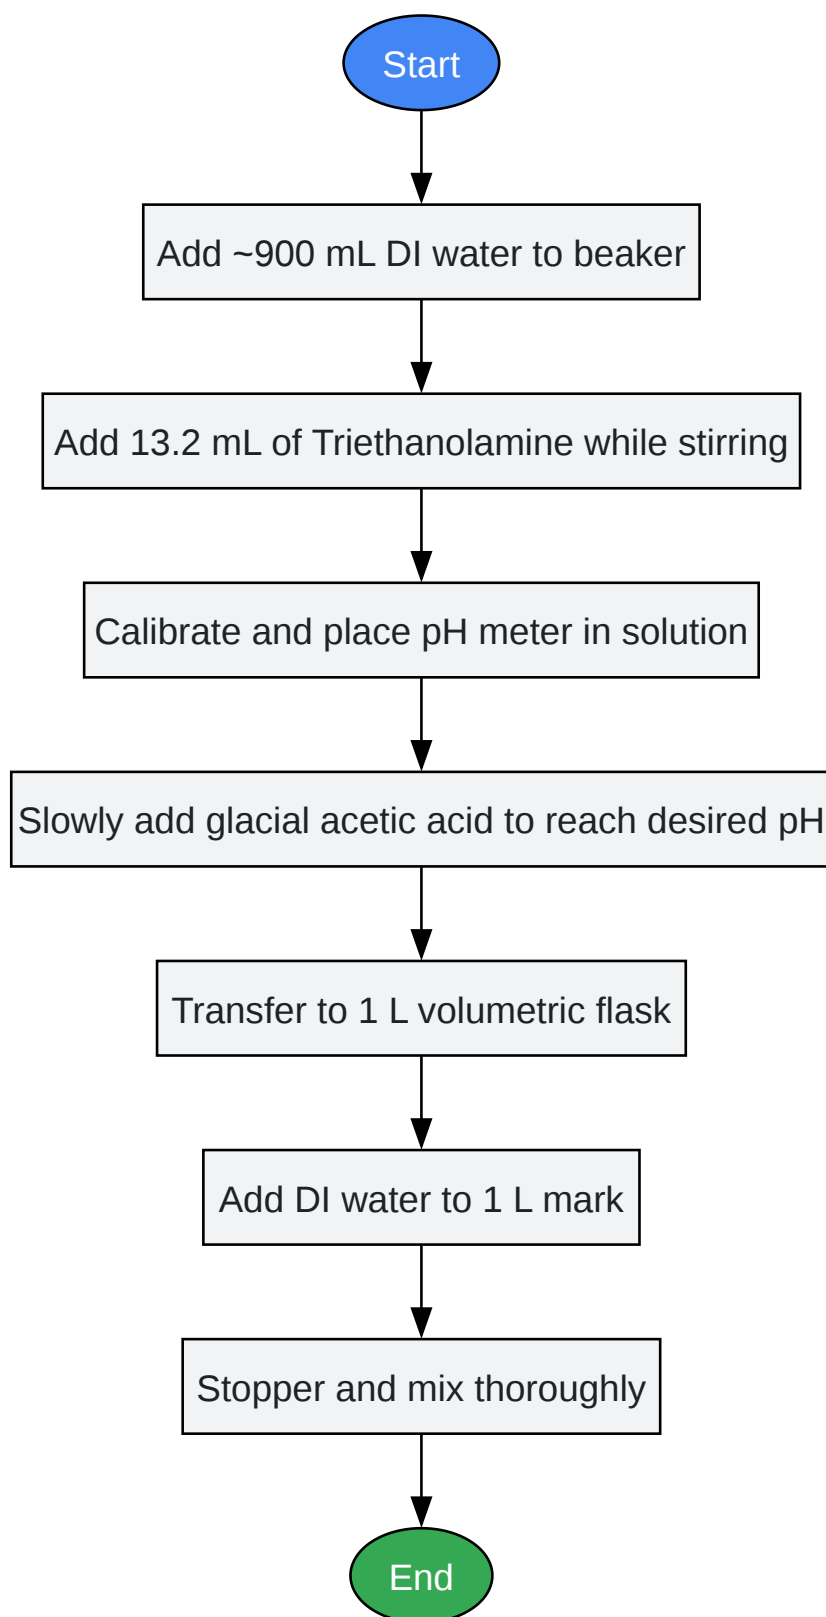 Start
Add ~900 mL DI water to beaker
Add 13.2 mL of Triethanolamine while stirring
Calibrate and place pH meter in solution
Slowly add glacial acetic acid to reach desired pH
Transfer to 1 L volumetric flask
Add DI water to 1 L mark
Stopper and mix thoroughly
End